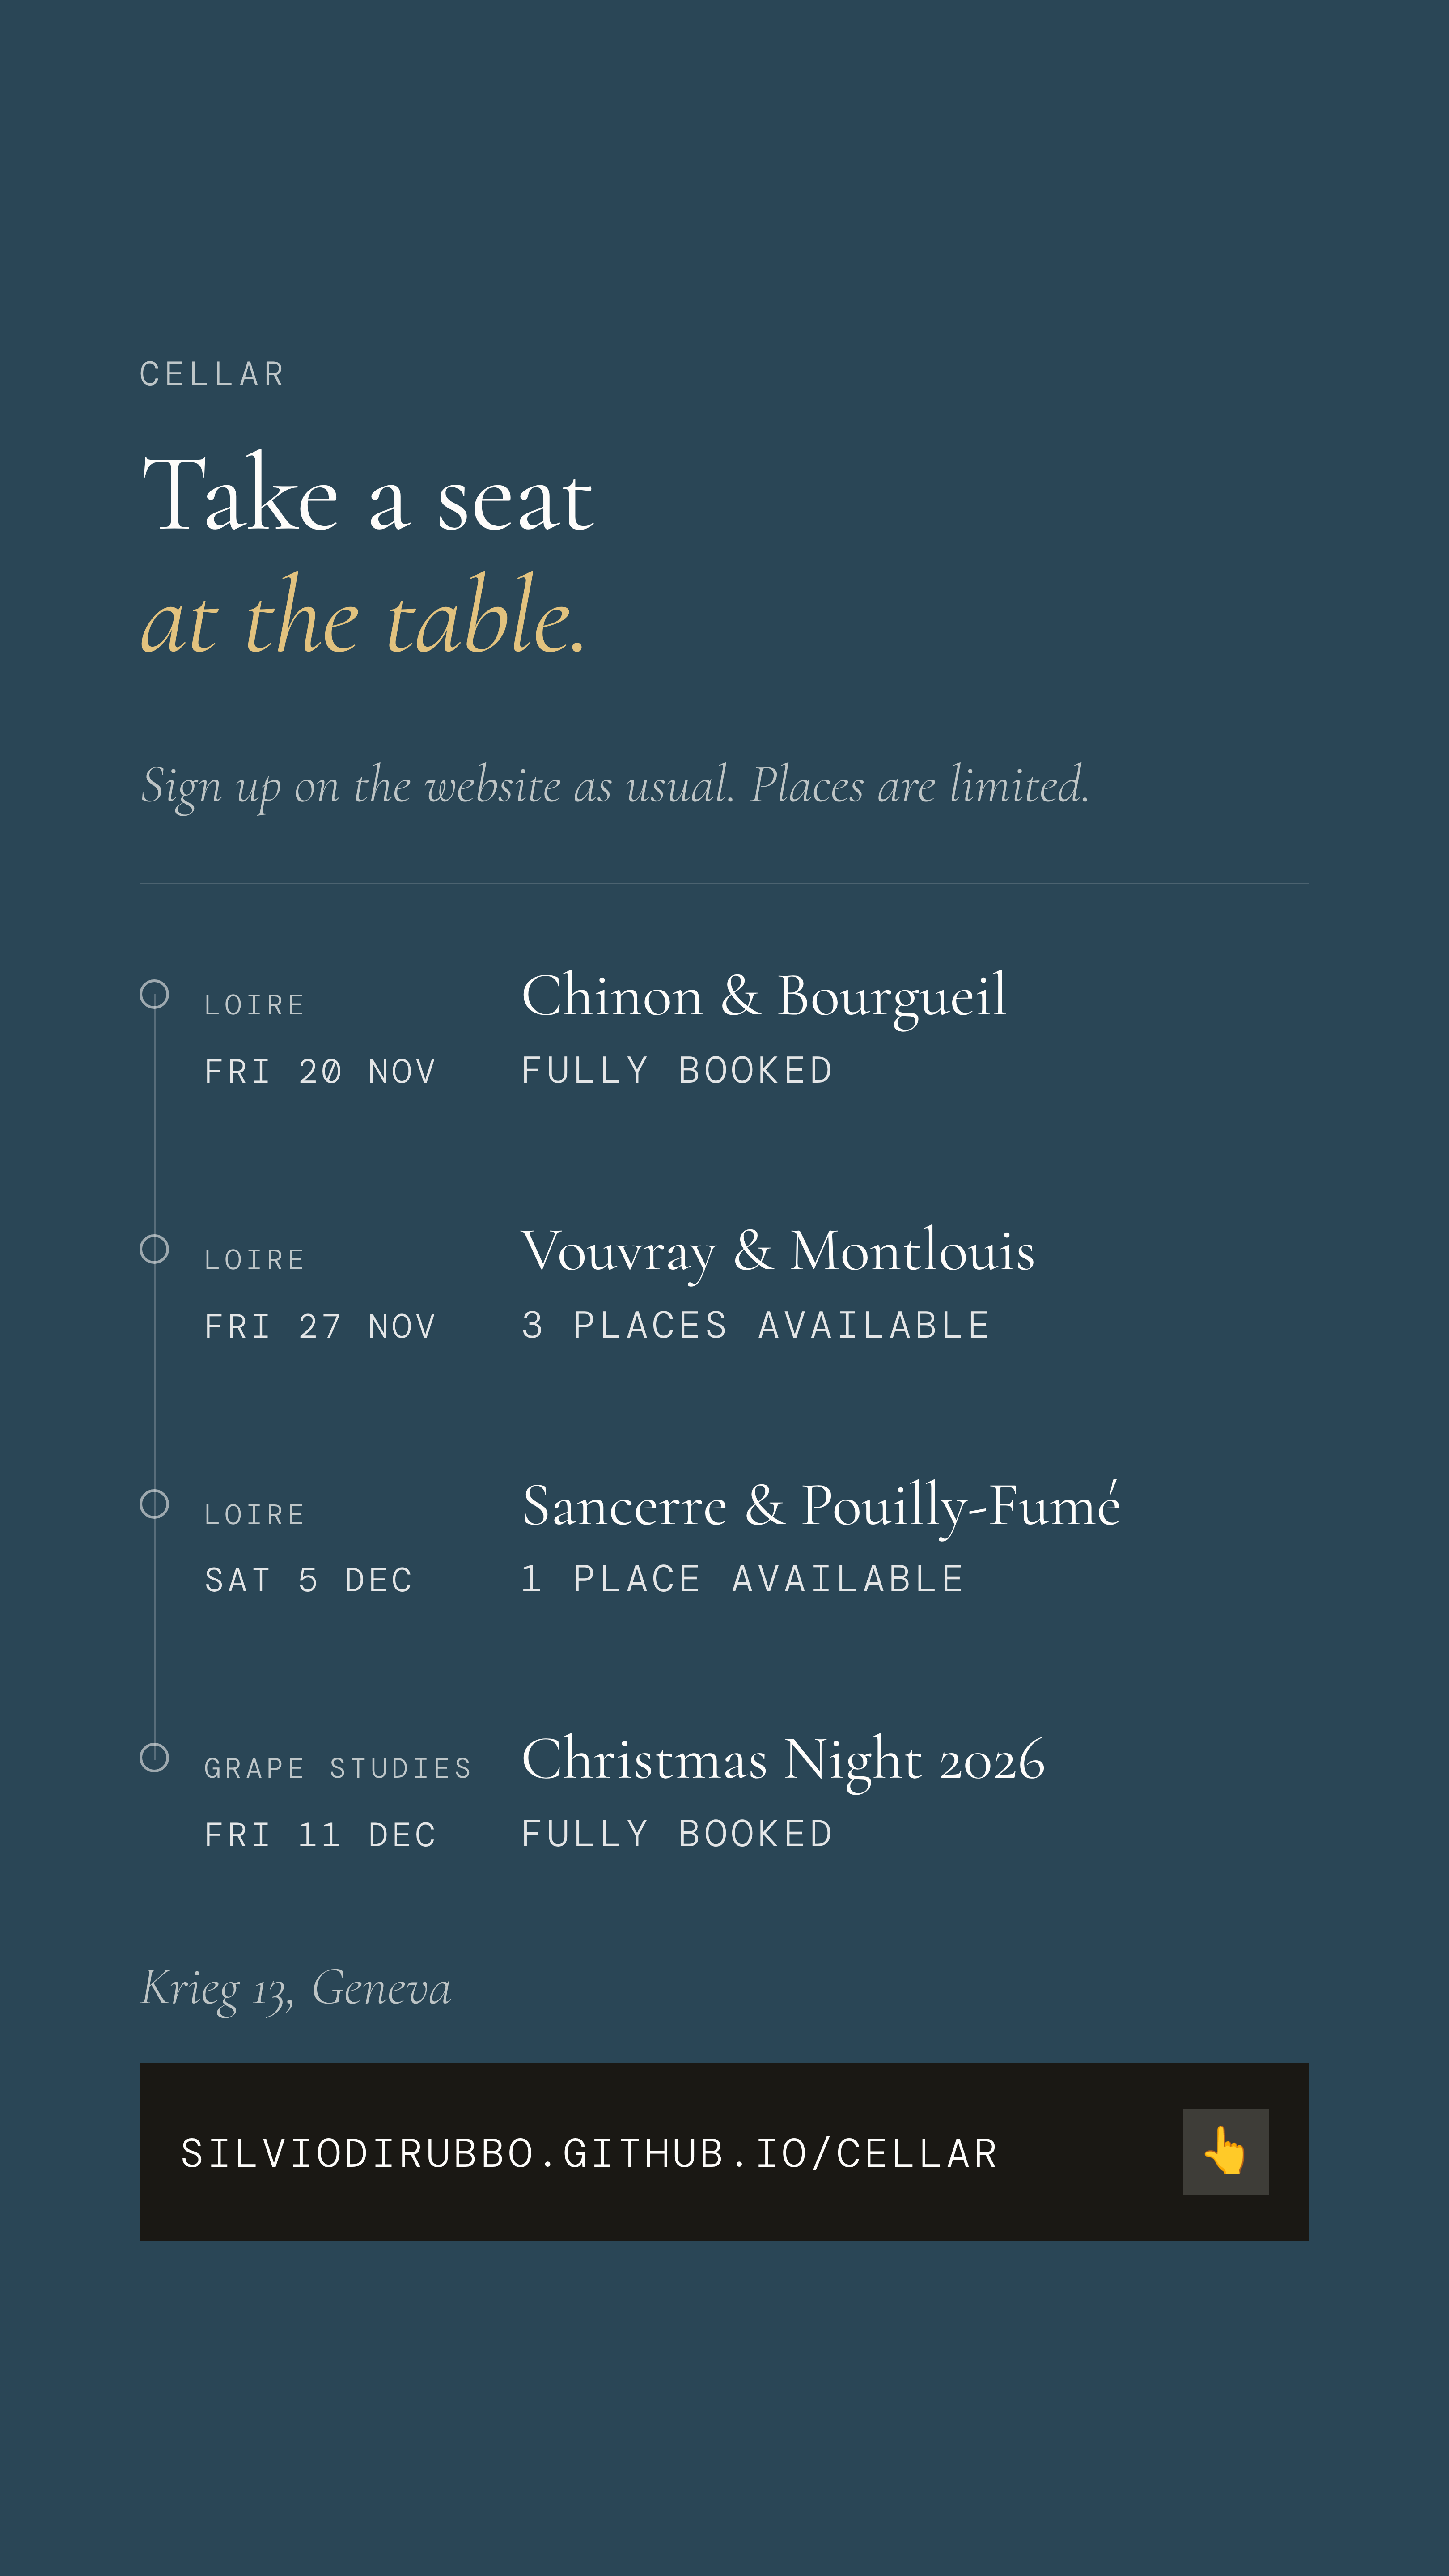 CELLAR
Take a seat
at the table.
Sign up on the website as usual. Places are limited.
LOIRE
Chinon & Bourgueil
FRI 20 NOV
FULLY BOOKED
LOIRE
Vouvray & Montlouis
FRI 27 NOV
3 PLACES AVAILABLE
LOIRE
Sancerre & Pouilly-Fumé
SAT 5 DEC
1 PLACE AVAILABLE
GRAPE STUDIES
Christmas Night 2026
FRI 11 DEC
FULLY BOOKED
Krieg 13, Geneva
SILVIODIRUBBO.GITHUB.IO/CELLAR